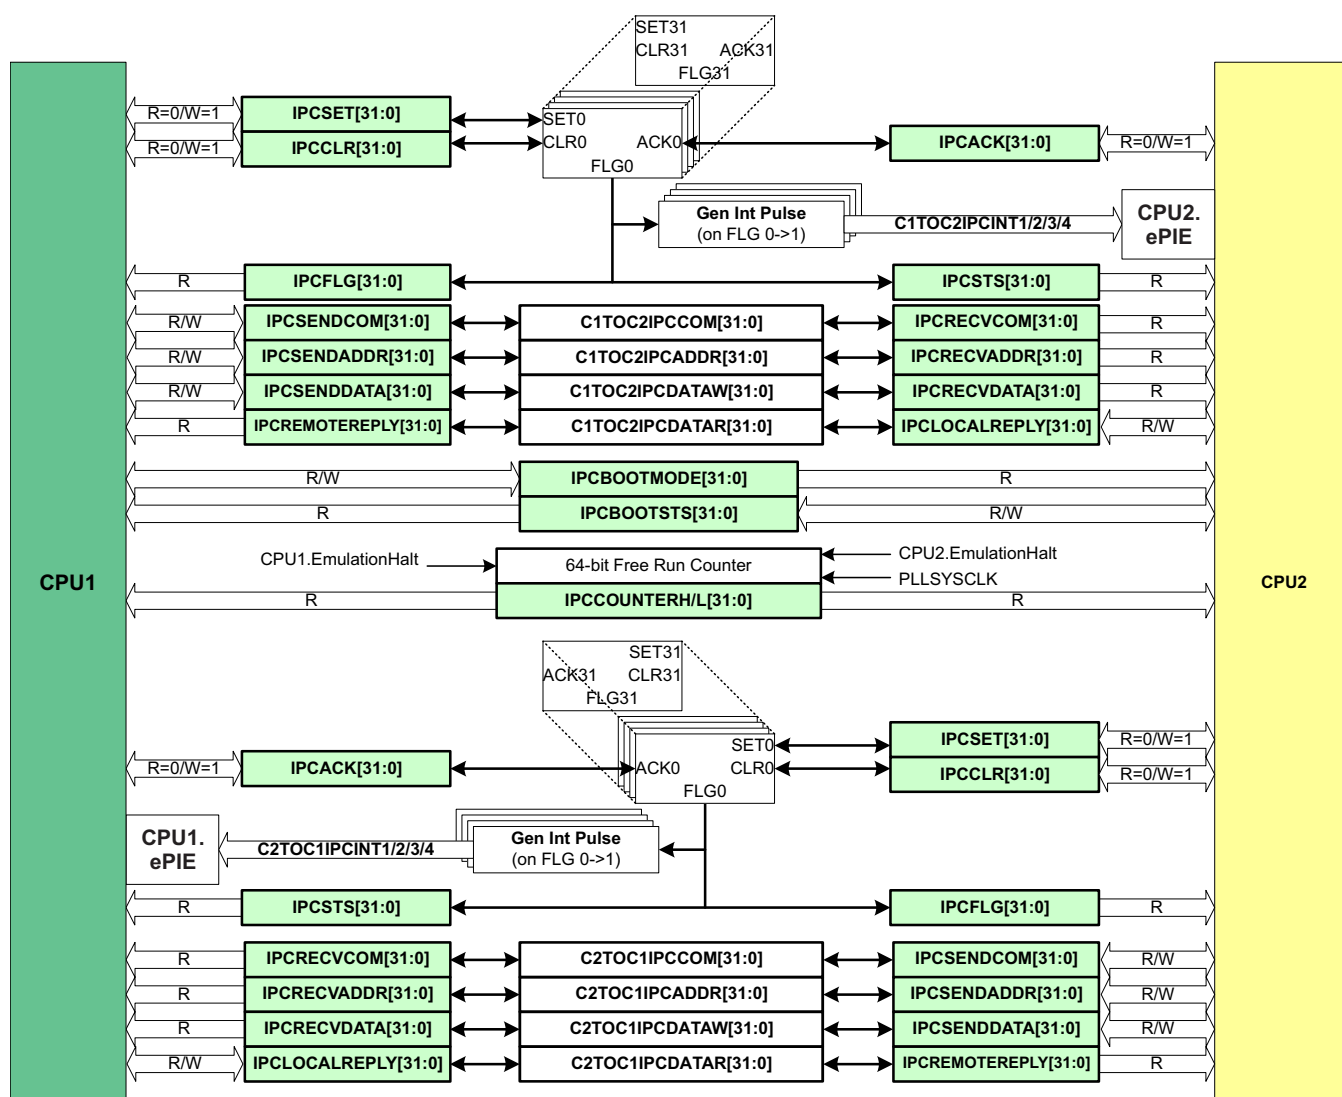 SET31
CLR31 ACK31
FLG31
R=0/W=1 IPCSET[31:0] SET0
R=0/W=1 IPCCLR[31:0] CLR0 ACK0 IPCACK[31:0] R=0/W=1
FLG0
Gen Int Pulse
(on FLG 0->1)
C1TOC2IPCINT1/2/3/4
CPU2.
ePIE
R IPCFLG[31:0] IPCSTS[31:0] R
R/W IPCSENDCOM[31:0] C1TOC2IPCCOM[31:0] IPCRECVCOM[31:0] R
R/W IPCSENDADDR[31:0] C1TOC2IPCADDR[31:0] IPCRECVADDR[31:0] R
R/W IPCSENDDATA[31:0] C1TOC2IPCDATAW[31:0] IPCRECVDATA[31:0] R
R IPCREMOTEREPLY[31:0] C1TOC2IPCDATAR[31:0] IPCLOCALREPLY[31:0] R/W
R/W IPCBOOTMODE[31:0] R
R IPCBOOTSTS[31:0] R/W
CPU1.EmulationHalt 64-bit Free Run Counter CPU2.EmulationHalt
PLLSYSCLK
CPU1
CPU2
R IPCCOUNTERH/L[31:0] R
SET31
ACK31 CLR31
FLG31
SET0 IPCSET[31:0] R=0/W=1
R=0/W=1 IPCACK[31:0] ACK0 CLR0 IPCCLR[31:0] R=0/W=1
FLG0
CPU1.
ePIE
C2TOC1IPCINT1/2/3/4
Gen Int Pulse
(on FLG 0->1)
R IPCSTS[31:0] IPCFLG[31:0] R
R IPCRECVCOM[31:0] C2TOC1IPCCOM[31:0] IPCSENDCOM[31:0] R/W
R IPCRECVADDR[31:0] C2TOC1IPCADDR[31:0] IPCSENDADDR[31:0] R/W
R IPCRECVDATA[31:0] C2TOC1IPCDATAW[31:0] IPCSENDDATA[31:0] R/W
R/W IPCLOCALREPLY[31:0] C2TOC1IPCDATAR[31:0] IPCREMOTEREPLY[31:0] R